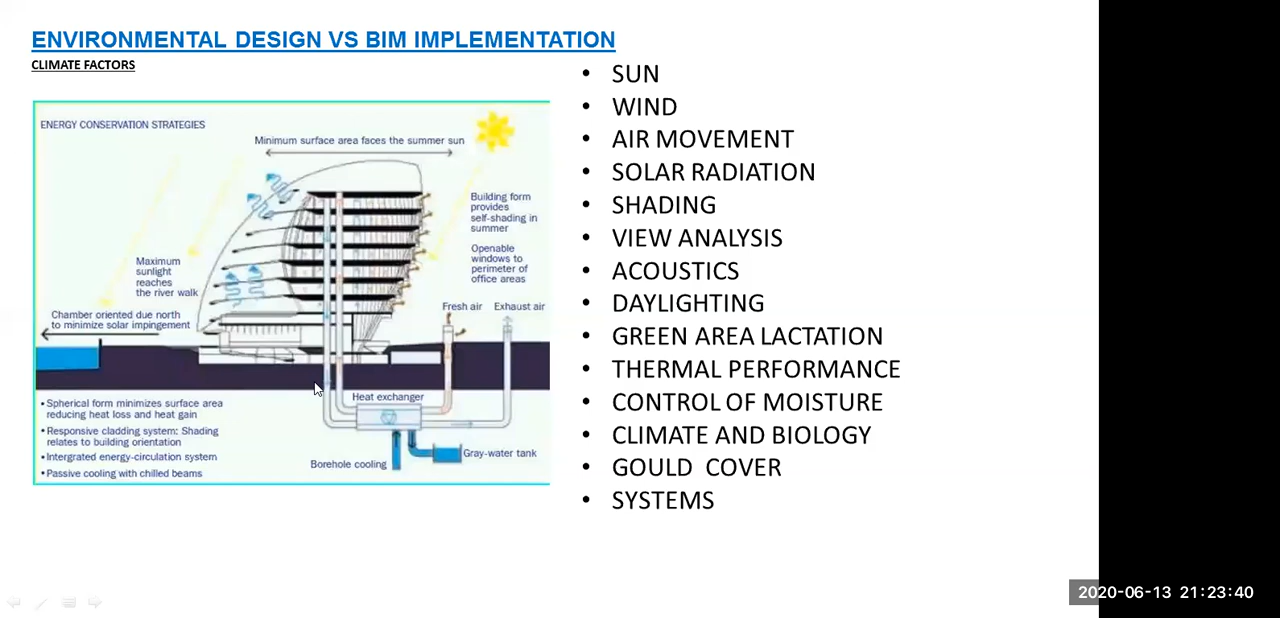 ENVIRONMENTAL DESIGN VS BIM IMPLEMENTATION
CLIMATE FACTORS
ENERGY CONSERVATION STRATEGIES
Minimum surface area faces the summer sun
Building form
provides
self-shading in
summer
Openable
windows to
perimeter of
office areas
Maximum
sunlight
reaches
the river walk
Chamber oriented due north
to minimize solar impingement
Fresh air
Exhaust air
Heat exchanger
Borehole cooling
Gray-water tank
• Spherical form minimizes surface area
reducing heat loss and heat gain
• Responsive cladding system: Shading
relates to building orientation
• Intergrated energy-circulation system
• Passive cooling with chilled beams
• SUN
• WIND
• AIR MOVEMENT
• SOLAR RADIATION
• SHADING
• VIEW ANALYSIS
• ACOUSTICS
• DAYLIGHTING
• GREEN AREA LACTATION
• THERMAL PERFORMANCE
• CONTROL OF MOISTURE
• CLIMATE AND BIOLOGY
• GOULD COVER
• SYSTEMS
2020-06-13 21:23:40